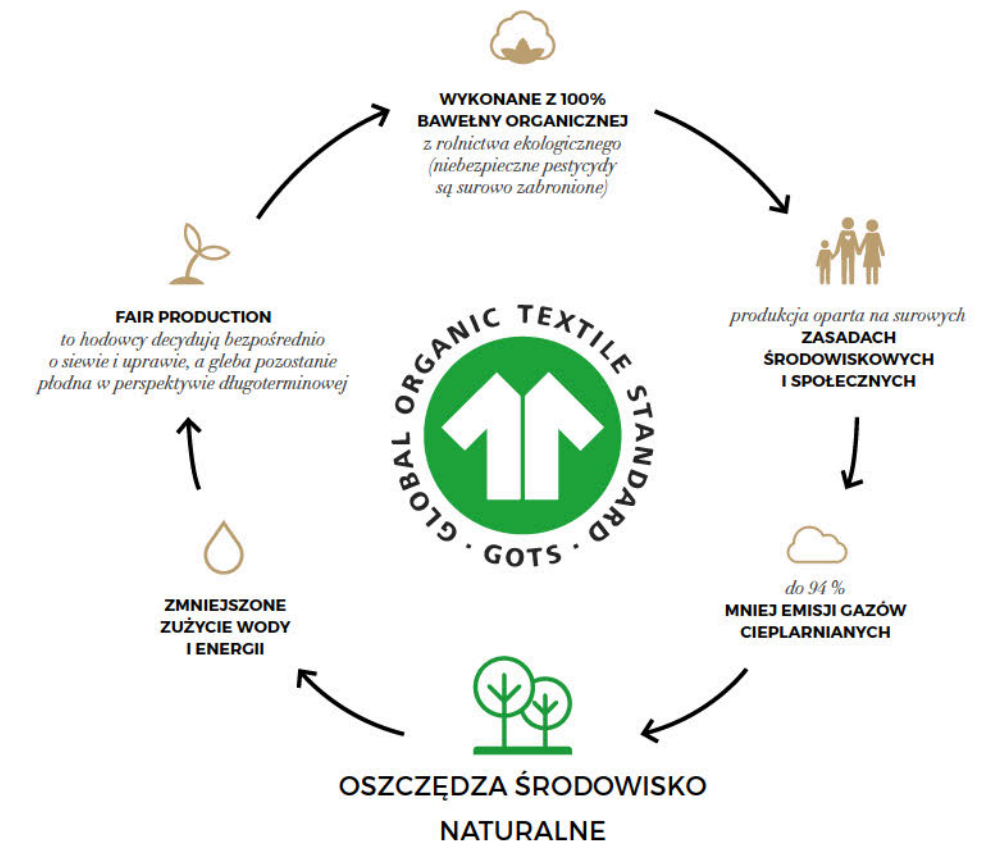 WYKONANE Z 100%
BAWEŁNY ORGANICZNEJ
z rolnictwa ekologicznego
(niebezpieczne pestycydy
są surowo zabronione)
produkcja oparta na surowych
ZASADACH
ŚRODOWISKOWYCH
I SPOŁECZNYCH
do 94 %
MNIEJ EMISJI GAZÓW
CIEPLARNIANYCH
OSZCZĘDZA ŚRODOWISKO
NATURALNE
ZMNIEJSZONE
ZUŻYCIE WODY
I ENERGII
FAIR PRODUCTION
to hodowcy decydują bezpośrednio
o siewie i uprawie, a gleba pozostanie
płodna w perspektywie długoterminowej
GLOBAL ORGANIC TEXTILE STANDARD
· GOTS ·